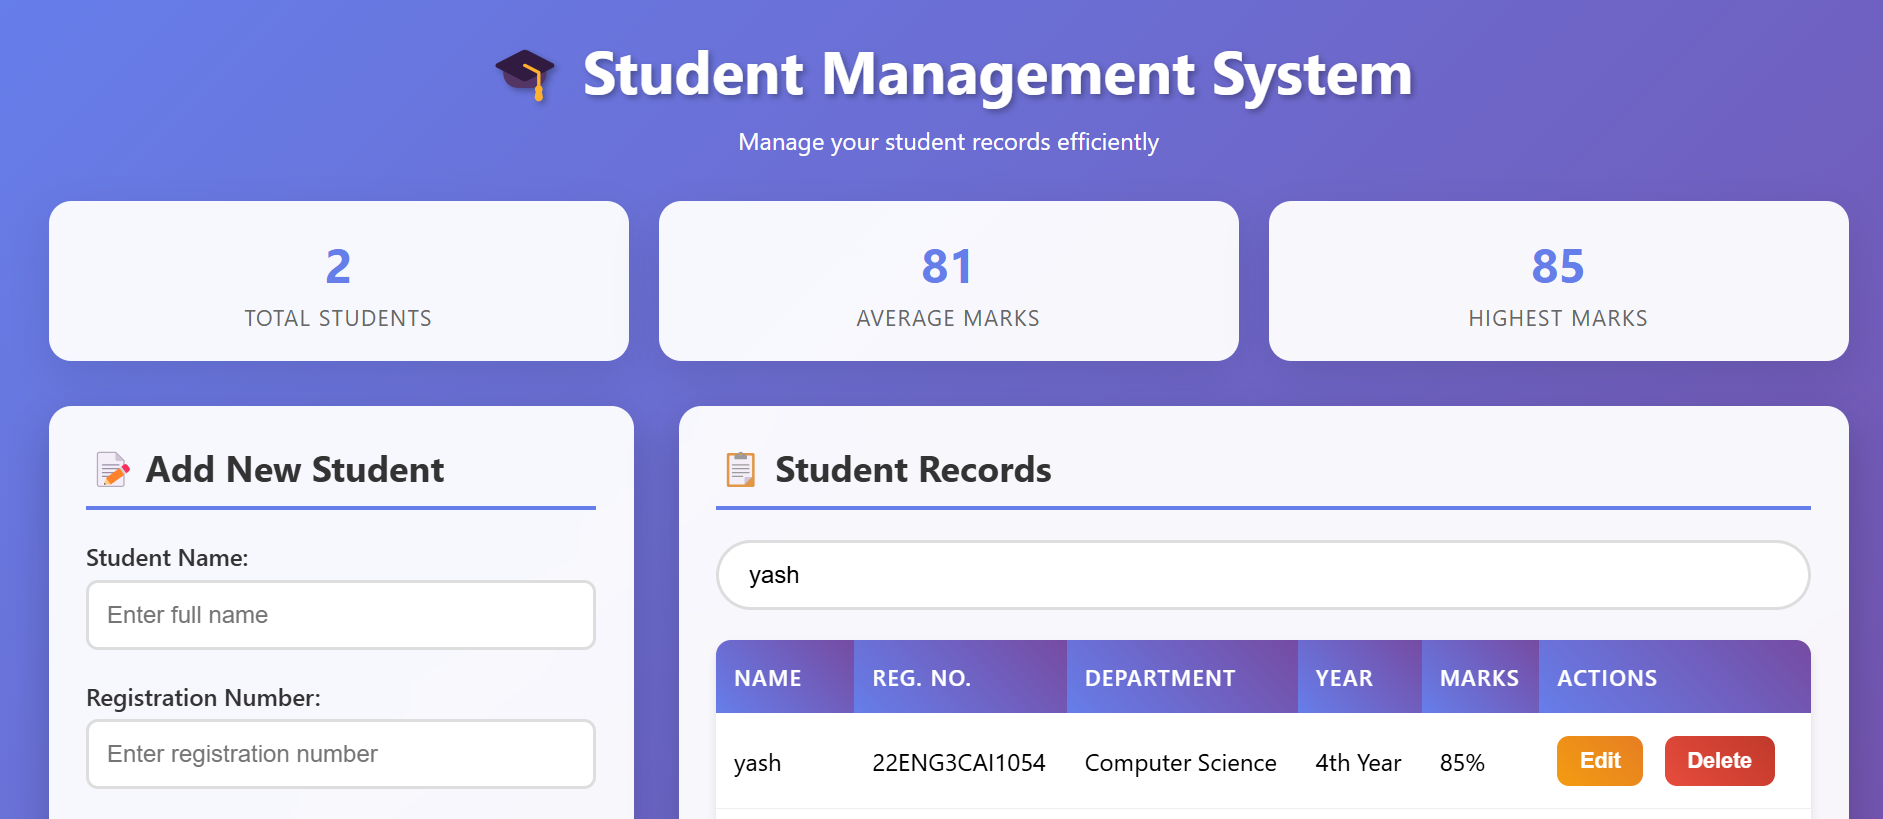 Student Management System
Manage your student records efficiently
2
TOTAL STUDENTS
81
AVERAGE MARKS
85
HIGHEST MARKS
Add New Student
Student Name:
Enter full name
Registration Number:
Enter registration number
Student Records
yash
NAME REG. NO. DEPARTMENT YEAR MARKS ACTIONS
yash 22ENG3CAI1054 Computer Science 4th Year 85% Edit Delete